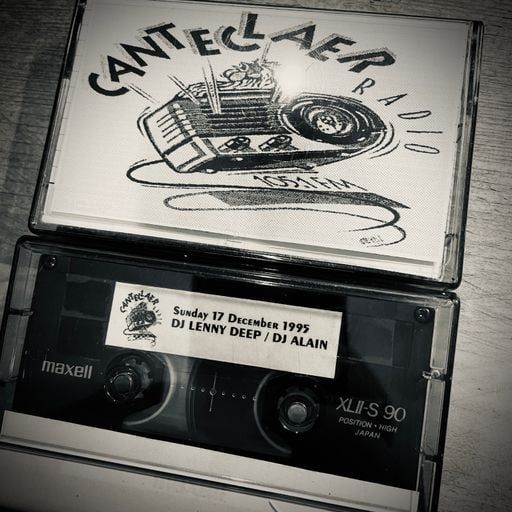 CANTECLAER
RADIO
105.1 FM
CANTECLAER
Sunday 17 December 1995
DJ LENNY DEEP / DJ ALAIN
maxell
XLII-S 90
POSITION • HIGH
JAPAN